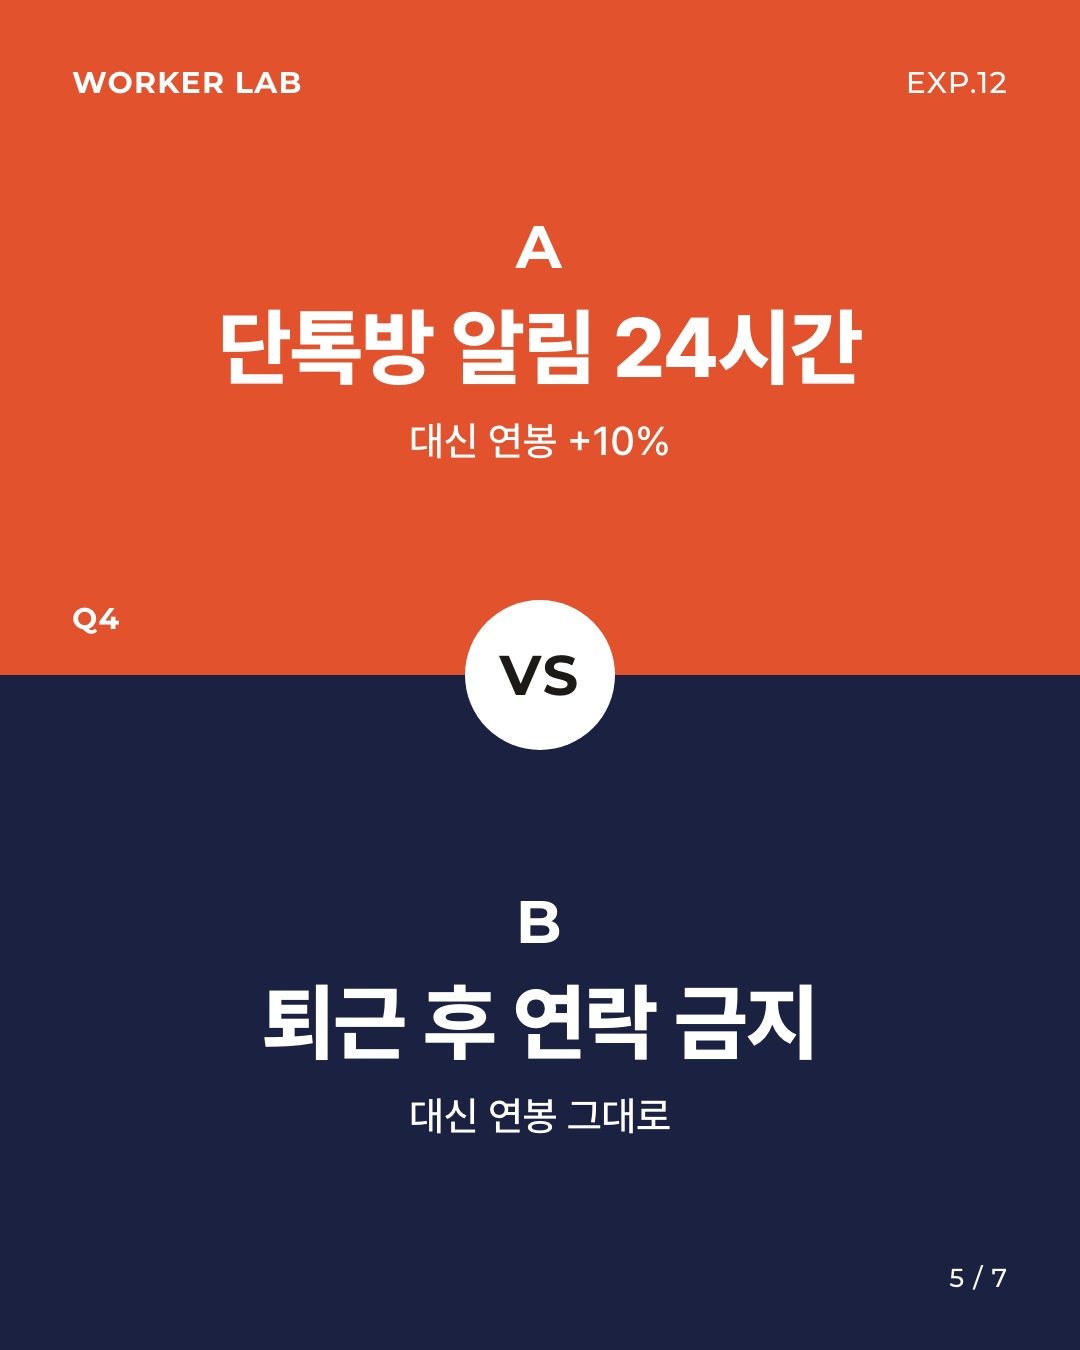 WORKER LAB
EXP.12
A
단톡방 알림 24시간
대신 연봉 +10%
Q4
VS
B
퇴근 후 연락 금지
대신 연봉 그대로
5 / 7